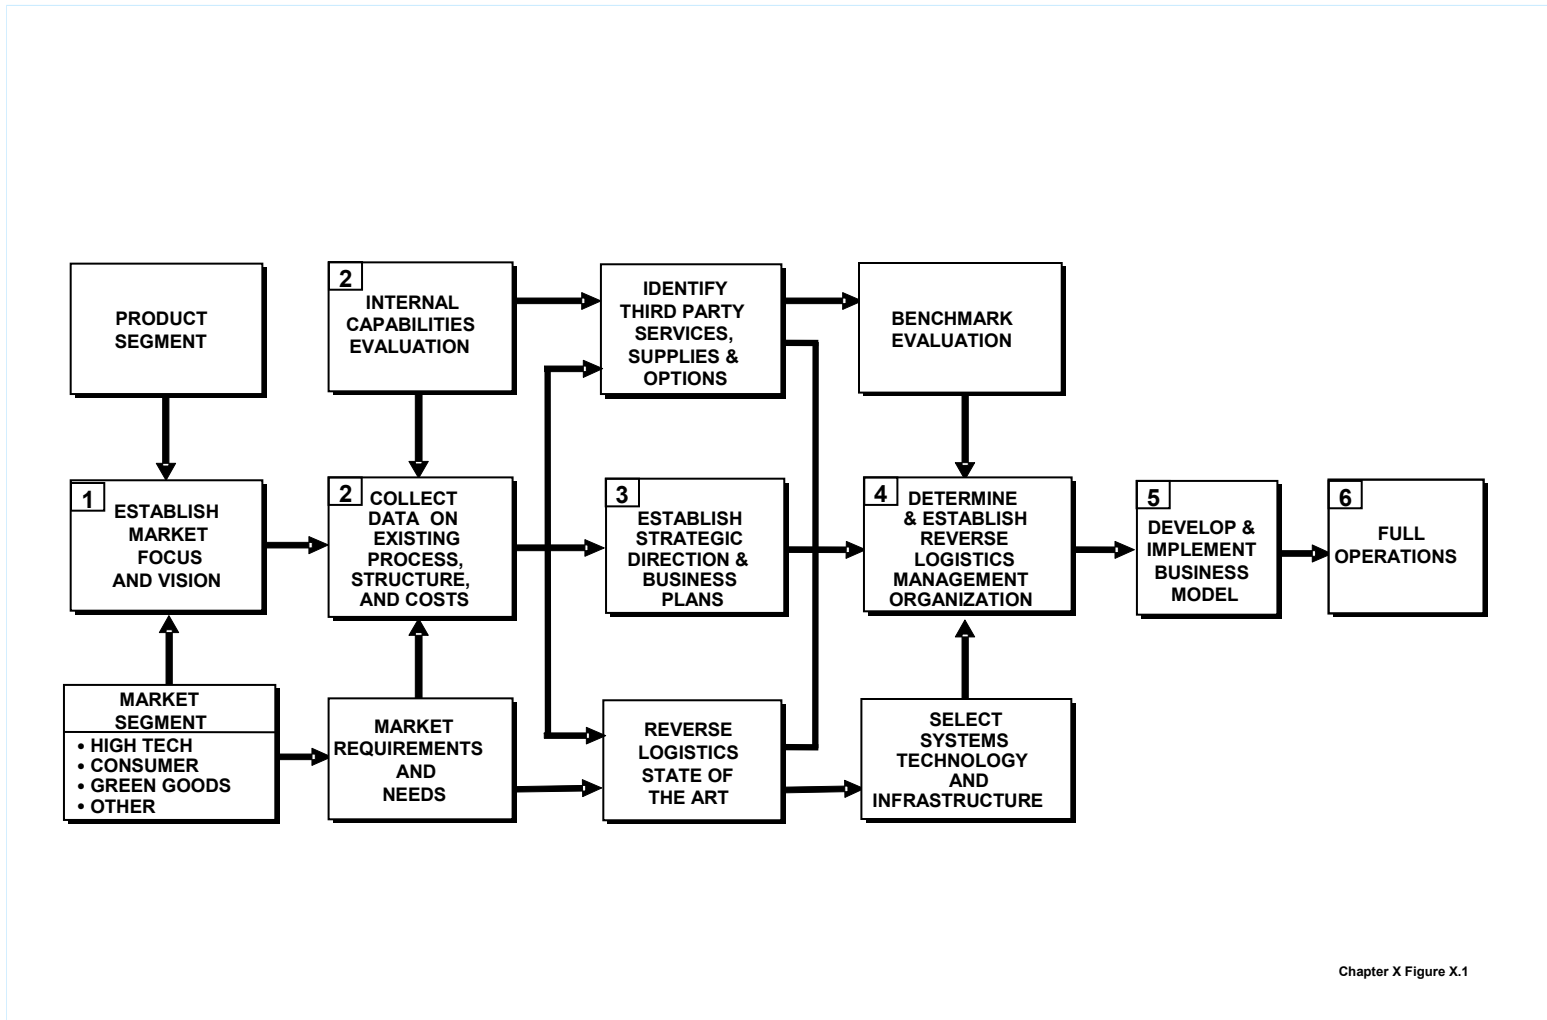 PRODUCT
SEGMENT
2
INTERNAL
CAPABILITIES
EVALUATION
IDENTIFY
THIRD PARTY
SERVICES,
SUPPLIES &
OPTIONS
BENCHMARK
EVALUATION
1
ESTABLISH
MARKET
FOCUS
AND VISION
2
COLLECT
DATA ON
EXISTING
PROCESS,
STRUCTURE,
AND COSTS
3
ESTABLISH
STRATEGIC
DIRECTION &
BUSINESS
PLANS
4
DETERMINE
& ESTABLISH
REVERSE
LOGISTICS
MANAGEMENT
ORGANIZATION
5
DEVELOP &
IMPLEMENT
BUSINESS
MODEL
6
FULL
OPERATIONS
MARKET
SEGMENT
• HIGH TECH
• CONSUMER
• GREEN GOODS
• OTHER
MARKET
REQUIREMENTS
AND
NEEDS
REVERSE
LOGISTICS
STATE OF
THE ART
SELECT
SYSTEMS
TECHNOLOGY
AND
INFRASTRUCTURE
Chapter X Figure X.1